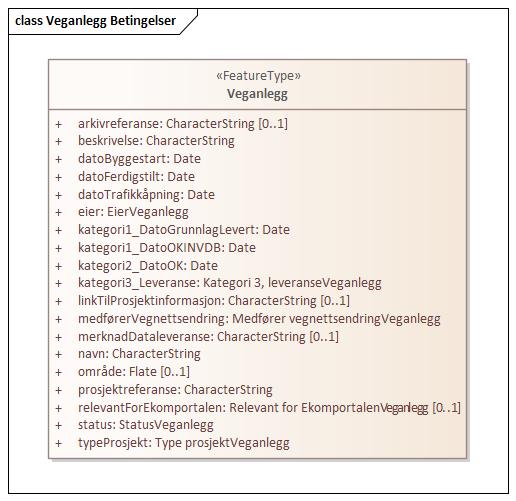 class Veganlegg Betingelser
«FeatureType»
Veganlegg
+ arkivreferanse: CharacterString [0..1]
+ beskrivelse: CharacterString
+ datoByggestart: Date
+ datoFerdigstilt: Date
+ datoTrafikkåpning: Date
+ eier: EierVeganlegg
+ kategori1_DatoGrunnlagLevert: Date
+ kategori1_DatoOKINVDB: Date
+ kategori2_DatoOK: Date
+ kategori3_Leveranse: Kategori 3, leveranseVeganlegg
+ linkTilProsjektinformasjon: CharacterString [0..1]
+ medførerVegnettsendring: Medfører vegnettsendringVeganlegg
+ merknadDataleveranse: CharacterString [0..1]
+ navn: CharacterString
+ område: Flate [0..1]
+ prosjektreferanse: CharacterString
+ relevantForEkomportalen: Relevant for EkomportalenVeganlegg [0..1]
+ status: StatusVeganlegg
+ typeProsjekt: Type prosjektVeganlegg